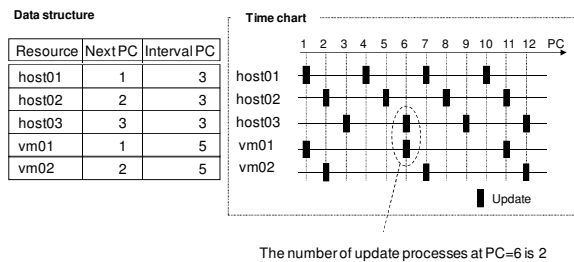 Data structure
Resource Next PC Interval PC
host01 1 3
host02 2 3
host03 3 3
vm01 1 5
vm02 2 5
Time chart
1 2 3 4 5 6 7 8 9 10 11 12 PC
host01
host02
host03
vm01
vm02
Update
The number of update processes at PC=6 is 2